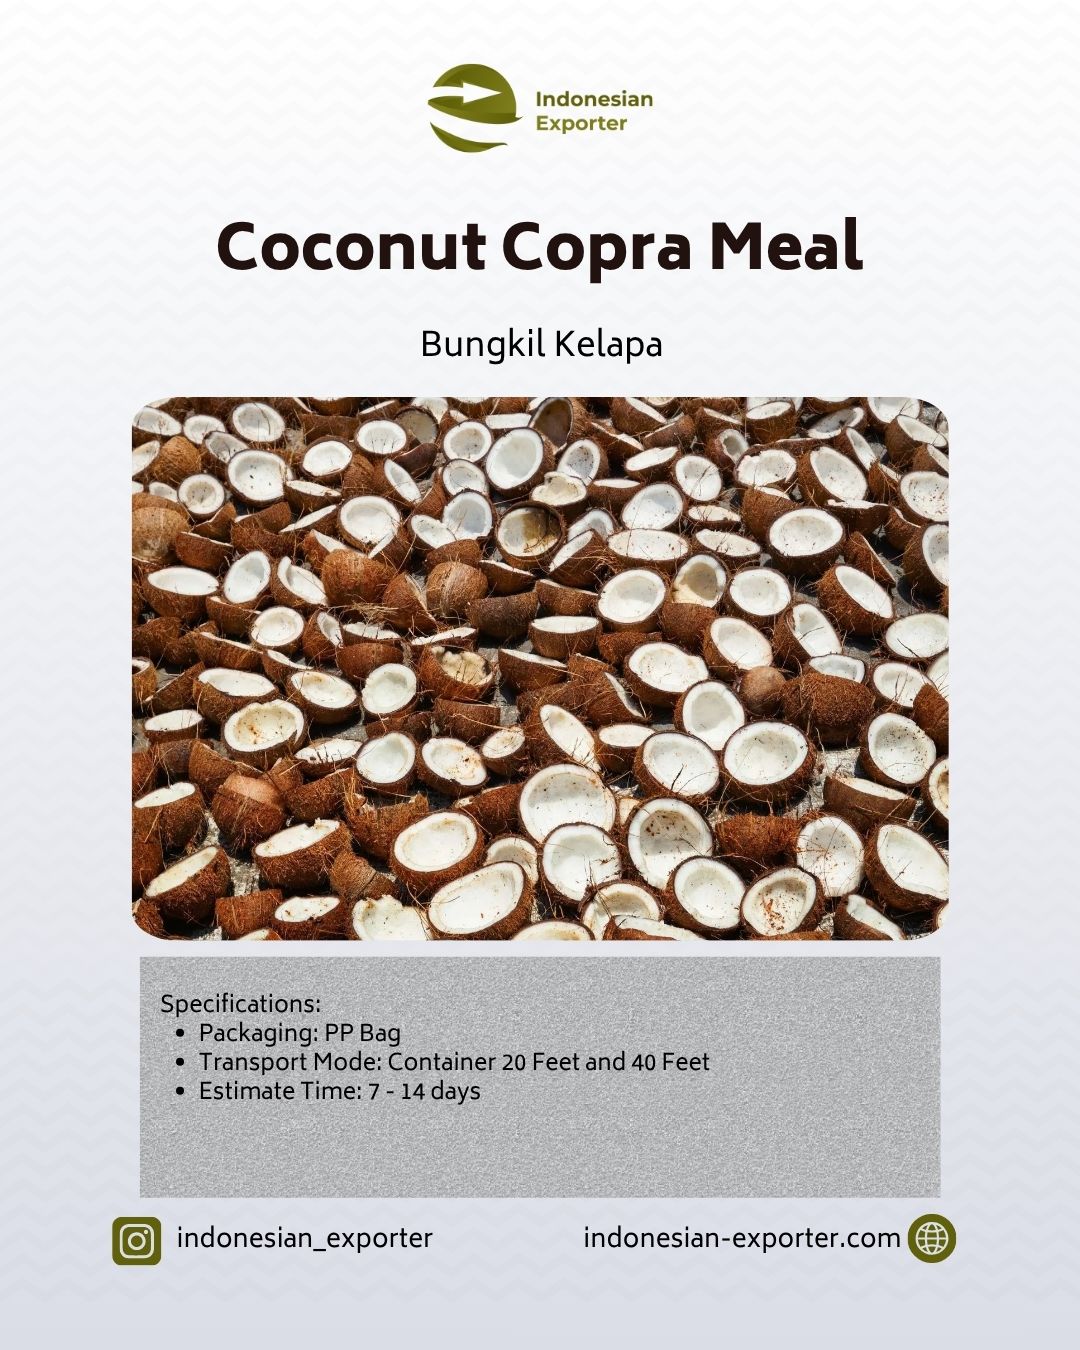 Indonesian
Exporter
Coconut Copra Meal
Bungkil Kelapa
Specifications:
• Packaging: PP Bag
• Transport Mode: Container 20 Feet and 40 Feet
• Estimate Time: 7 - 14 days
indonesian_exporter
indonesian-exporter.com